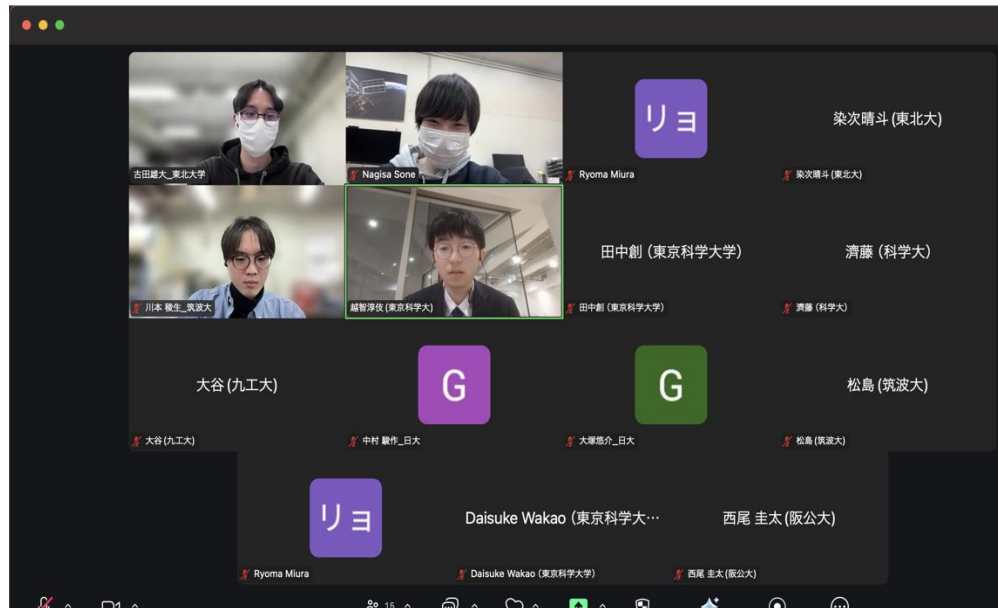 古田雄大_東北大学
Nagisa Sone
リョ
Ryoma Miura
染次晴斗 (東北大)
染次晴斗 (東北大)
川本 稜生_筑波大
越智淳伎 (東京科学大)
田中創（東京科学大学）
田中創（東京科学大学）
濟藤（科学大）
濟藤（科学大）
大谷 (九工大)
大谷 (九工大)
G
中村 駿作_日大
G
大塚悠介_日大
松島 (筑波大)
松島 (筑波大)
リョ
Ryoma Miura
Daisuke Wakao（東京科学大…
Daisuke Wakao（東京科学大学）
西尾 圭太 (阪公大)
西尾 圭太 (阪公大)
15